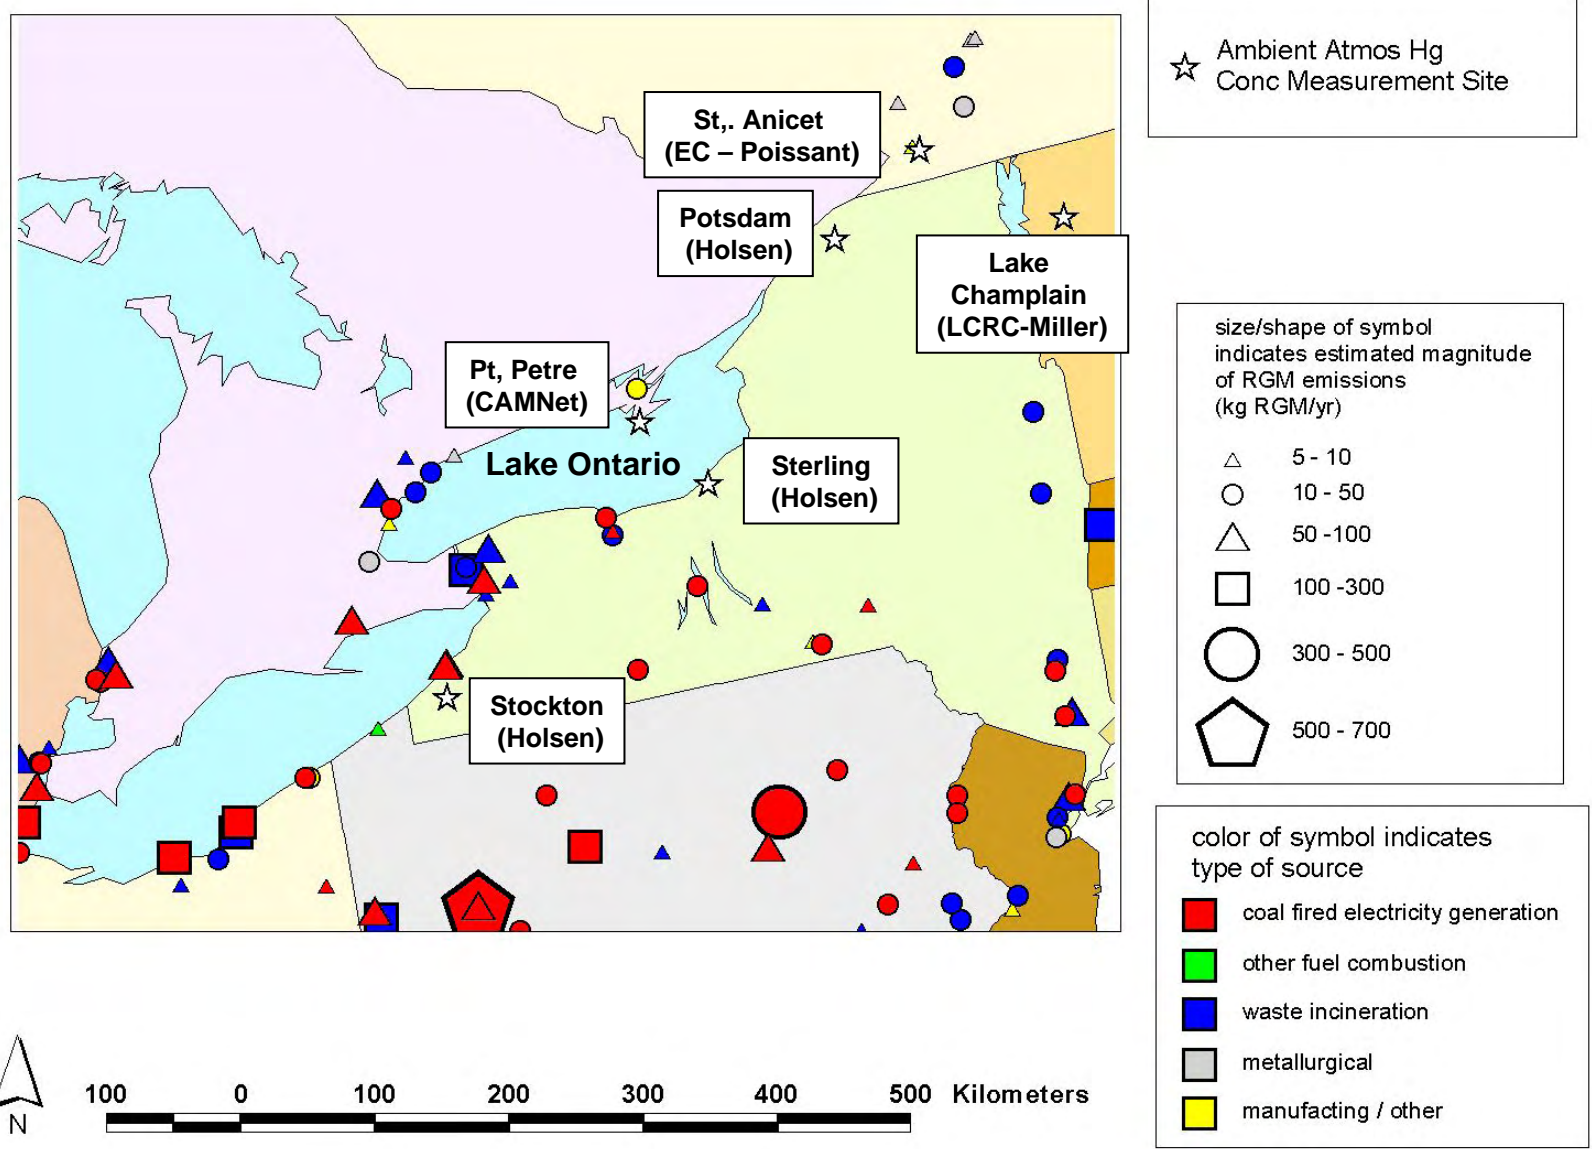 Ambient Atmos Hg
Conc Measurement Site
St,. Anicet
(EC – Poissant)
Potsdam
(Holsen)
Lake
Champlain
(LCRC-Miller)
Pt, Petre
(CAMNet)
Lake Ontario
Sterling
(Holsen)
Stockton
(Holsen)
size/shape of symbol
indicates estimated magnitude
of RGM emissions
(kg RGM/yr)
5 - 10
10 - 50
50 -100
100 -300
300 - 500
500 - 700
color of symbol indicates
type of source
coal fired electricity generation
other fuel combustion
waste incineration
metallurgical
manufacting / other
N
100 0 100 200 300 400 500 Kilometers